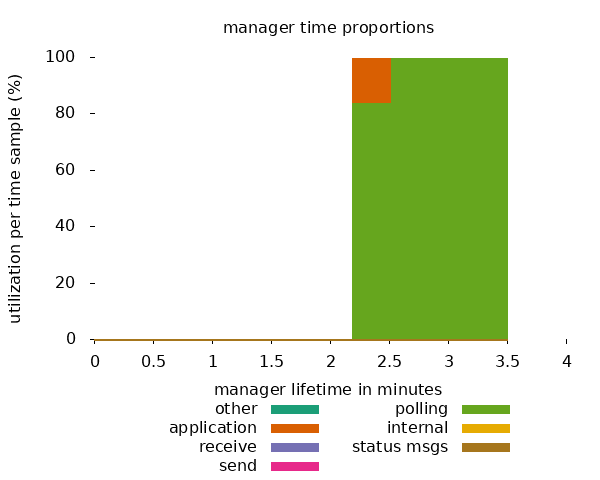 manager time proportions
utilization per time sample (%)
100
80
60
40
20
0
0 0.5 1 1.5 2 2.5 3 3.5 4
manager lifetime in minutes
other polling
application internal
receive status msgs
send